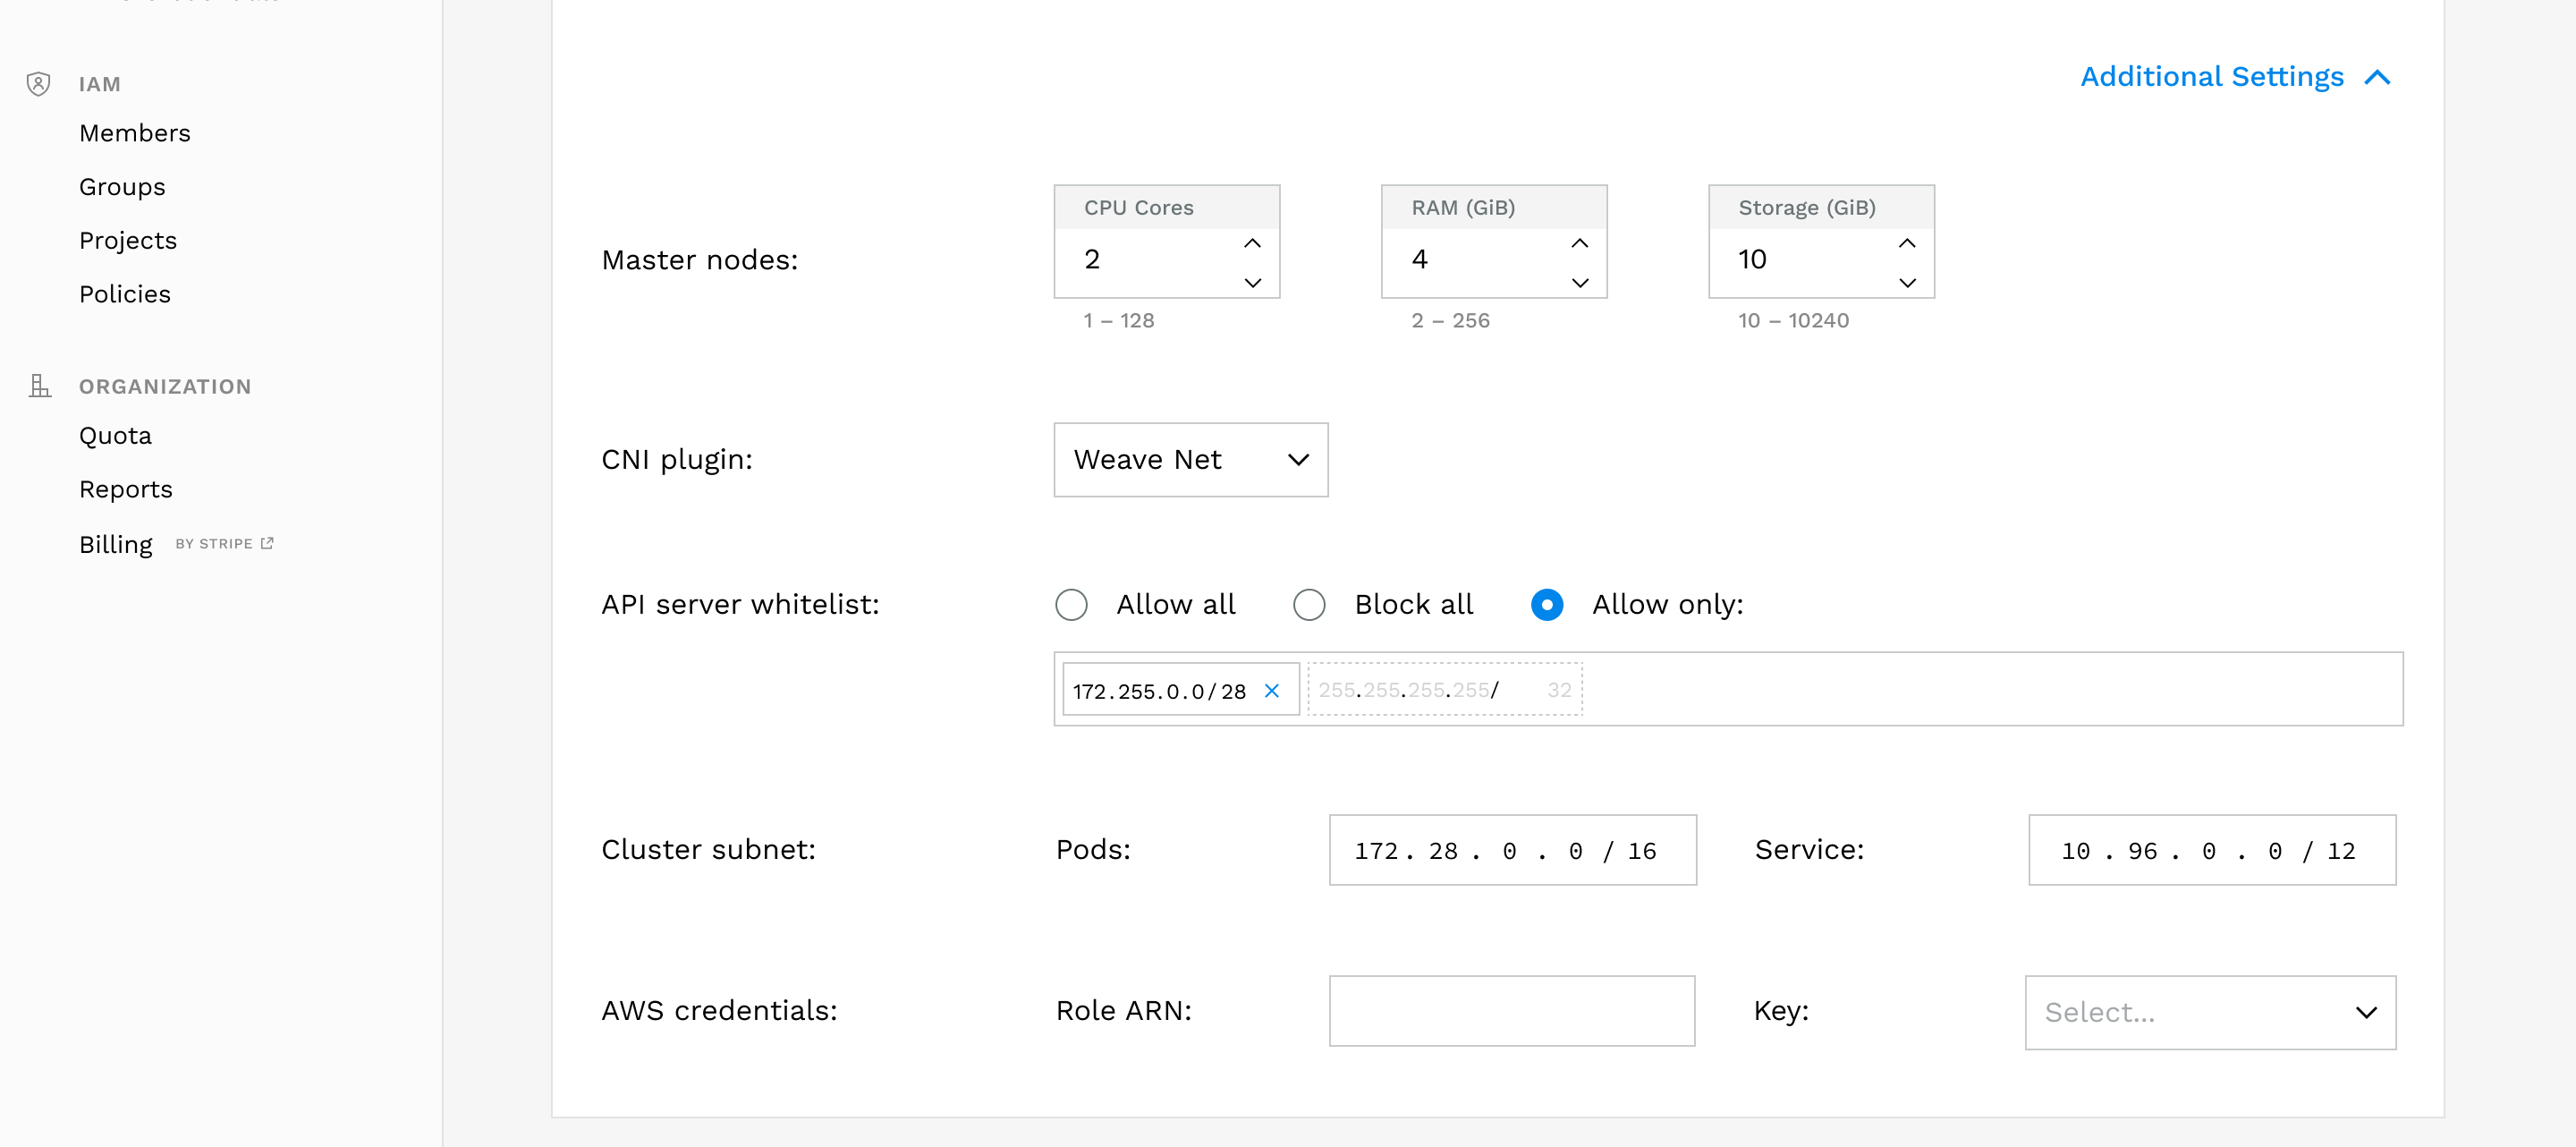 IAM
Members
Groups
Projects
Policies
ORGANIZATION
Quota
Reports
Billing BY STRIPE
Additional Settings
CPU Cores RAM (GiB) Storage (GiB)
Master nodes: 2 4 10
1 – 128 2 – 256 10 – 10240
CNI plugin: Weave Net
API server whitelist: Allow all Block all Allow only:
172.255.0.0/28 255.255.255.255/ 32
Cluster subnet: Pods: 172. 28 . 0 . 0 / 16 Service: 10 . 96 . 0 . 0 / 12
AWS credentials: Role ARN: Key: Select...